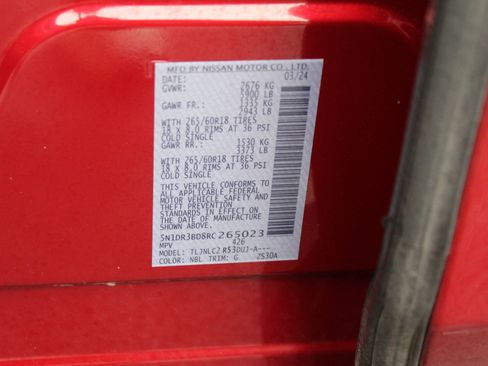 MFD BY NISSAN MOTOR CO., LTD.
DATE: 03/24
GVWR: 2676 KG
5900 LB
GAWR FR.: 1335 KG
2943 LB
WITH 265/60R18 TIRES
18 x 8.0 RIMS AT 36 PSI
COLD SINGLE
GAWR RR.: 1530 KG
3373 LB
WITH 265/60R18 TIRES
18 x 8.0 RIMS AT 36 PSI
COLD SINGLE
THIS VEHICLE CONFORMS TO
ALL APPLICABLE FEDERAL
MOTOR VEHICLE SAFETY AND
THEFT PREVENTION
STANDARDS IN EFFECT ON
THE DATE OF MANUFACTURE
SHOWN ABOVE.
5N1DR3BD8RC265023
MPV 426
MODEL: TLJNLCZ R53DUJ-A---
COLOR: NBL TRIM: G ZS30A